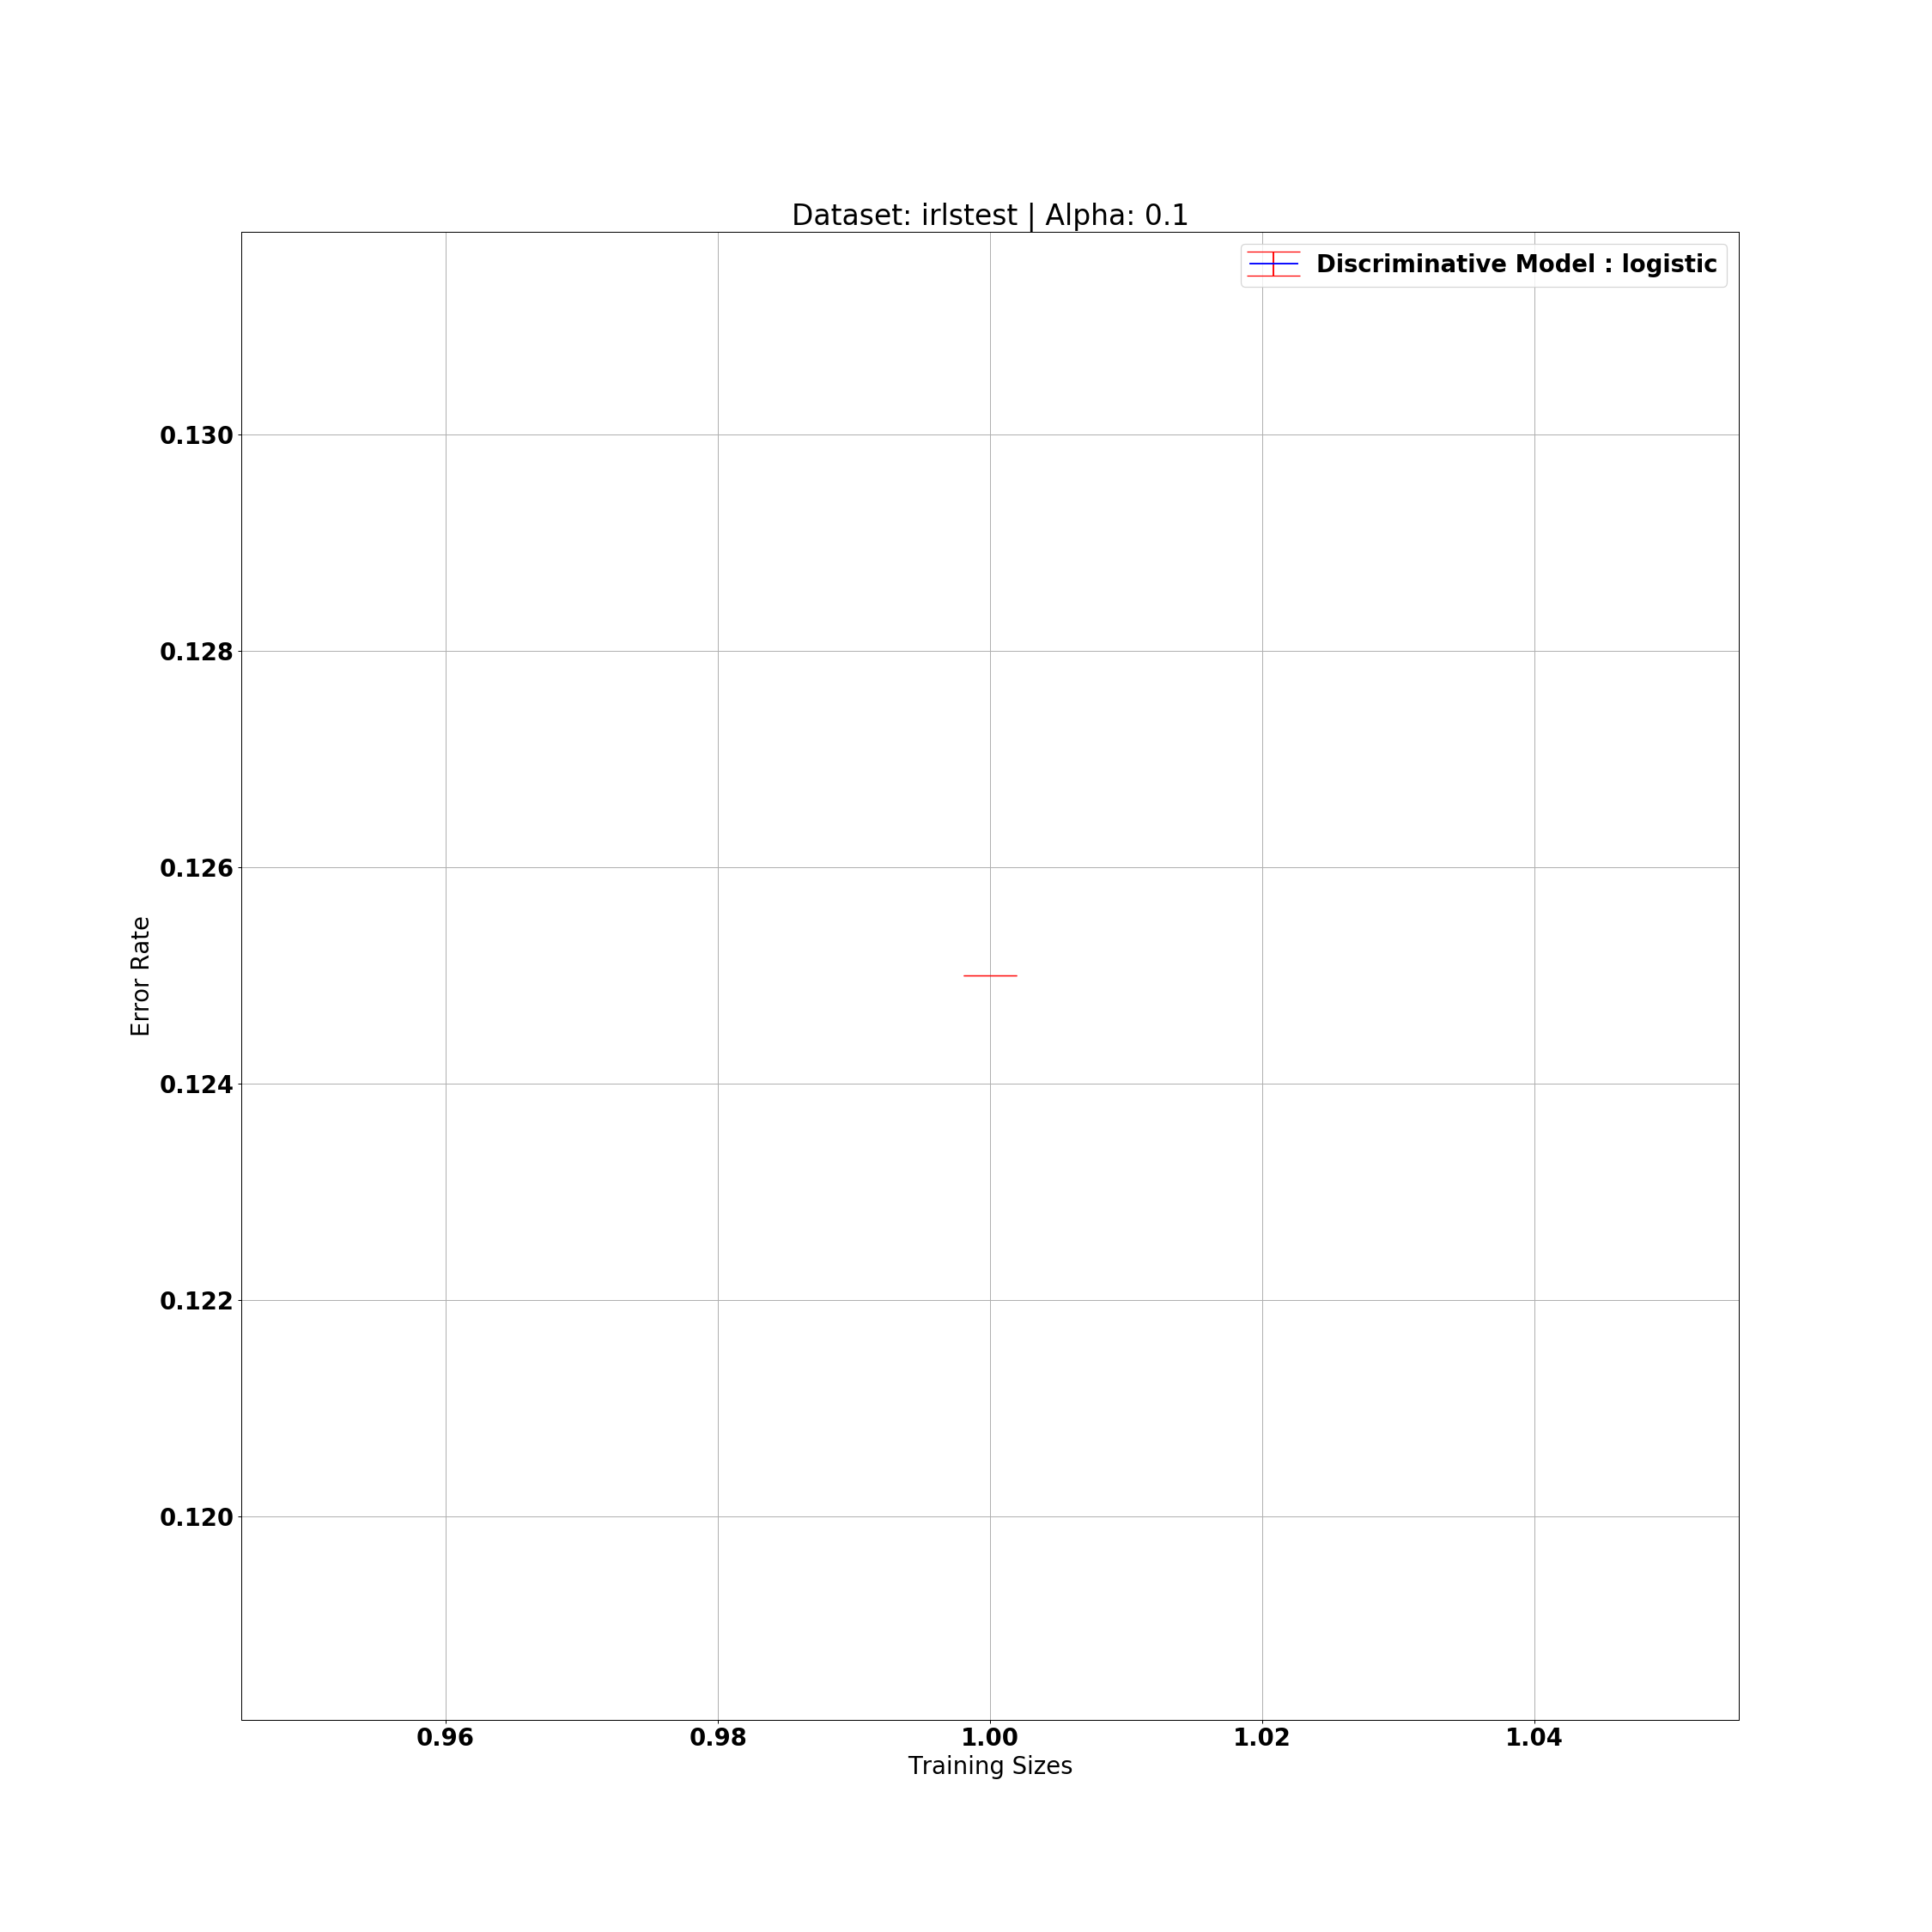 Dataset: irlstest | Alpha: 0.1
Discriminative Model : logistic
0.130
0.128
0.126
0.124
0.122
0.120
Error Rate
0.96 0.98 1.00 1.02 1.04
Training Sizes